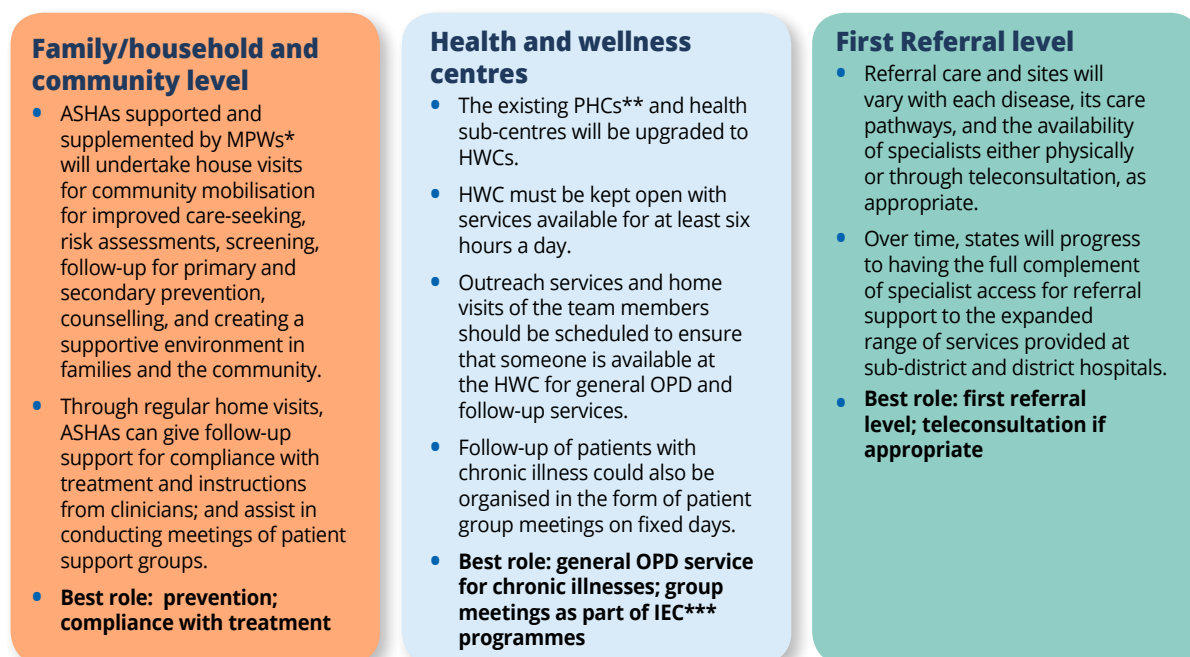 Family/household and
community level
• ASHAs supported and
supplemented by MPWs*
will undertake house visits
for community mobilisation
for improved care-seeking,
risk assessments, screening,
follow-up for primary and
secondary prevention,
counselling, and creating a
supportive environment in
families and the community.
• Through regular home visits,
ASHAs can give follow-up
support for compliance with
treatment and instructions
from clinicians; and assist in
conducting meetings of patient
support groups.
• Best role: prevention;
compliance with treatment
Health and wellness
centres
• The existing PHCs** and health
sub-centres will be upgraded to
HWCs.
• HWC must be kept open with
services available for at least six
hours a day.
• Outreach services and home
visits of the team members
should be scheduled to ensure
that someone is available at
the HWC for general OPD and
follow-up services.
• Follow-up of patients with
chronic illness could also be
organised in the form of patient
group meetings on fixed days.
• Best role: general OPD service
for chronic illnesses; group
meetings as part of IEC***
programmes
First Referral level
• Referral care and sites will
vary with each disease, its care
pathways, and the availability
of specialists either physically
or through teleconsultation, as
appropriate.
• Over time, states will progress
to having the full complement
of specialist access for referral
support to the expanded
range of services provided at
sub-district and district hospitals.
• Best role: first referral
level; teleconsultation if
appropriate